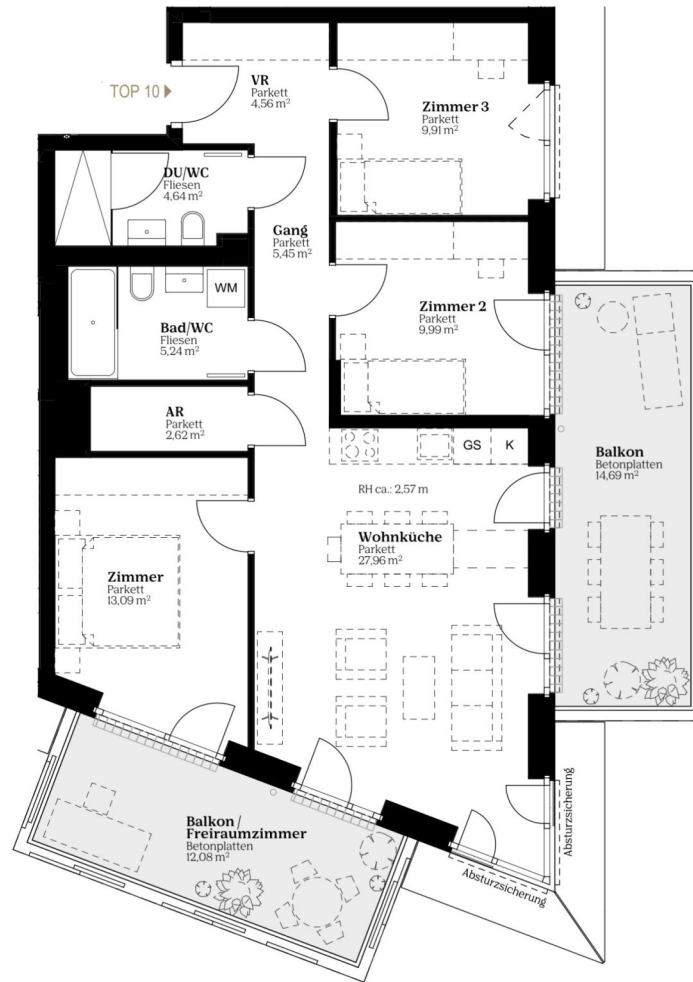 TOP 10
VR
Parkett
4,56 m²
Zimmer 3
Parkett
9,91 m²
DU/WC
Fliesen
4,64 m²
Gang
Parkett
5,45 m²
WM
Bad/WC
Fliesen
5,24 m²
Zimmer 2
Parkett
9,99 m²
AR
Parkett
2,62 m²
GS
K
RH ca.: 2,57 m
Balkon
Betonplatten
14,69 m²
Wohnküche
Parkett
27,96 m²
Zimmer
Parkett
13,09 m²
Balkon/
Freiraumzimmer
Betonplatten
12,08 m²
Absturzsicherung
Absturzsicherung